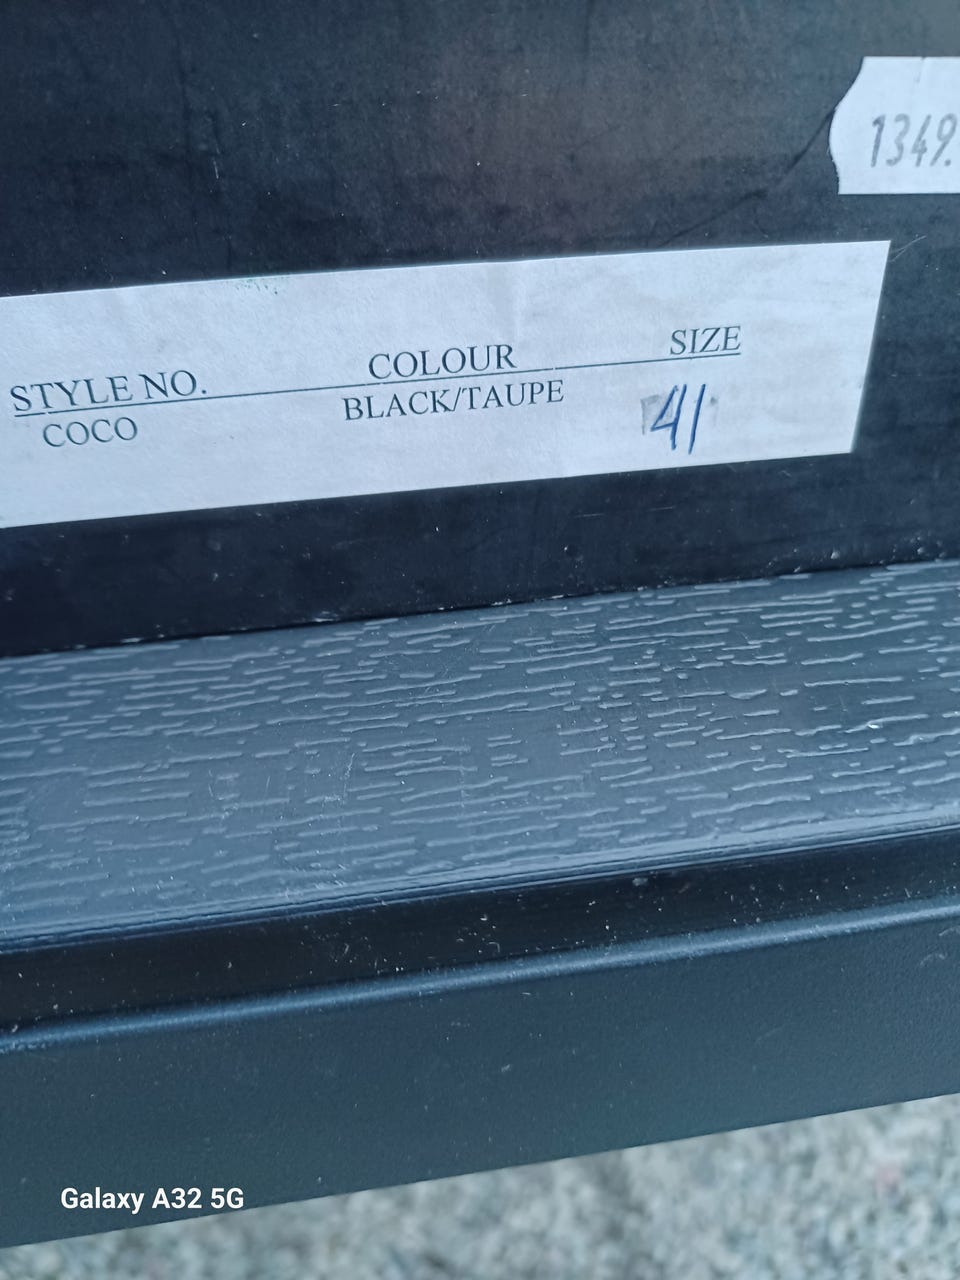 1349.
STYLE NO. COLOUR SIZE
COCO BLACK/TAUPE 41
Galaxy A32 5G